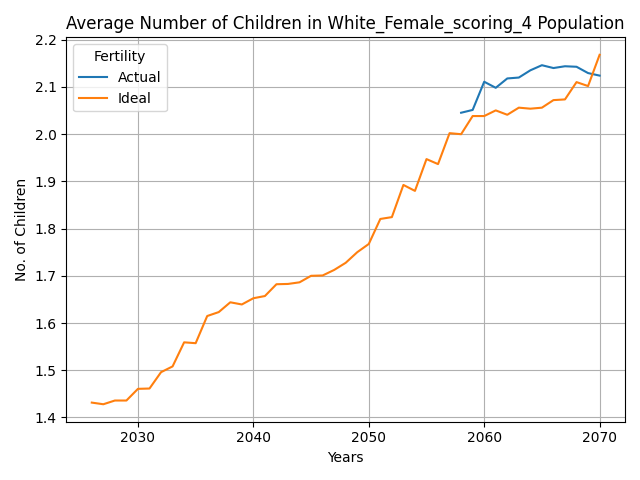 Average Number of Children in White_Female_scoring_4 Population
Fertility
Actual
Ideal
No. of Children
2.2
2.1
2.0
1.9
1.8
1.7
1.6
1.5
1.4
2030
2040
2050
2060
2070
Years